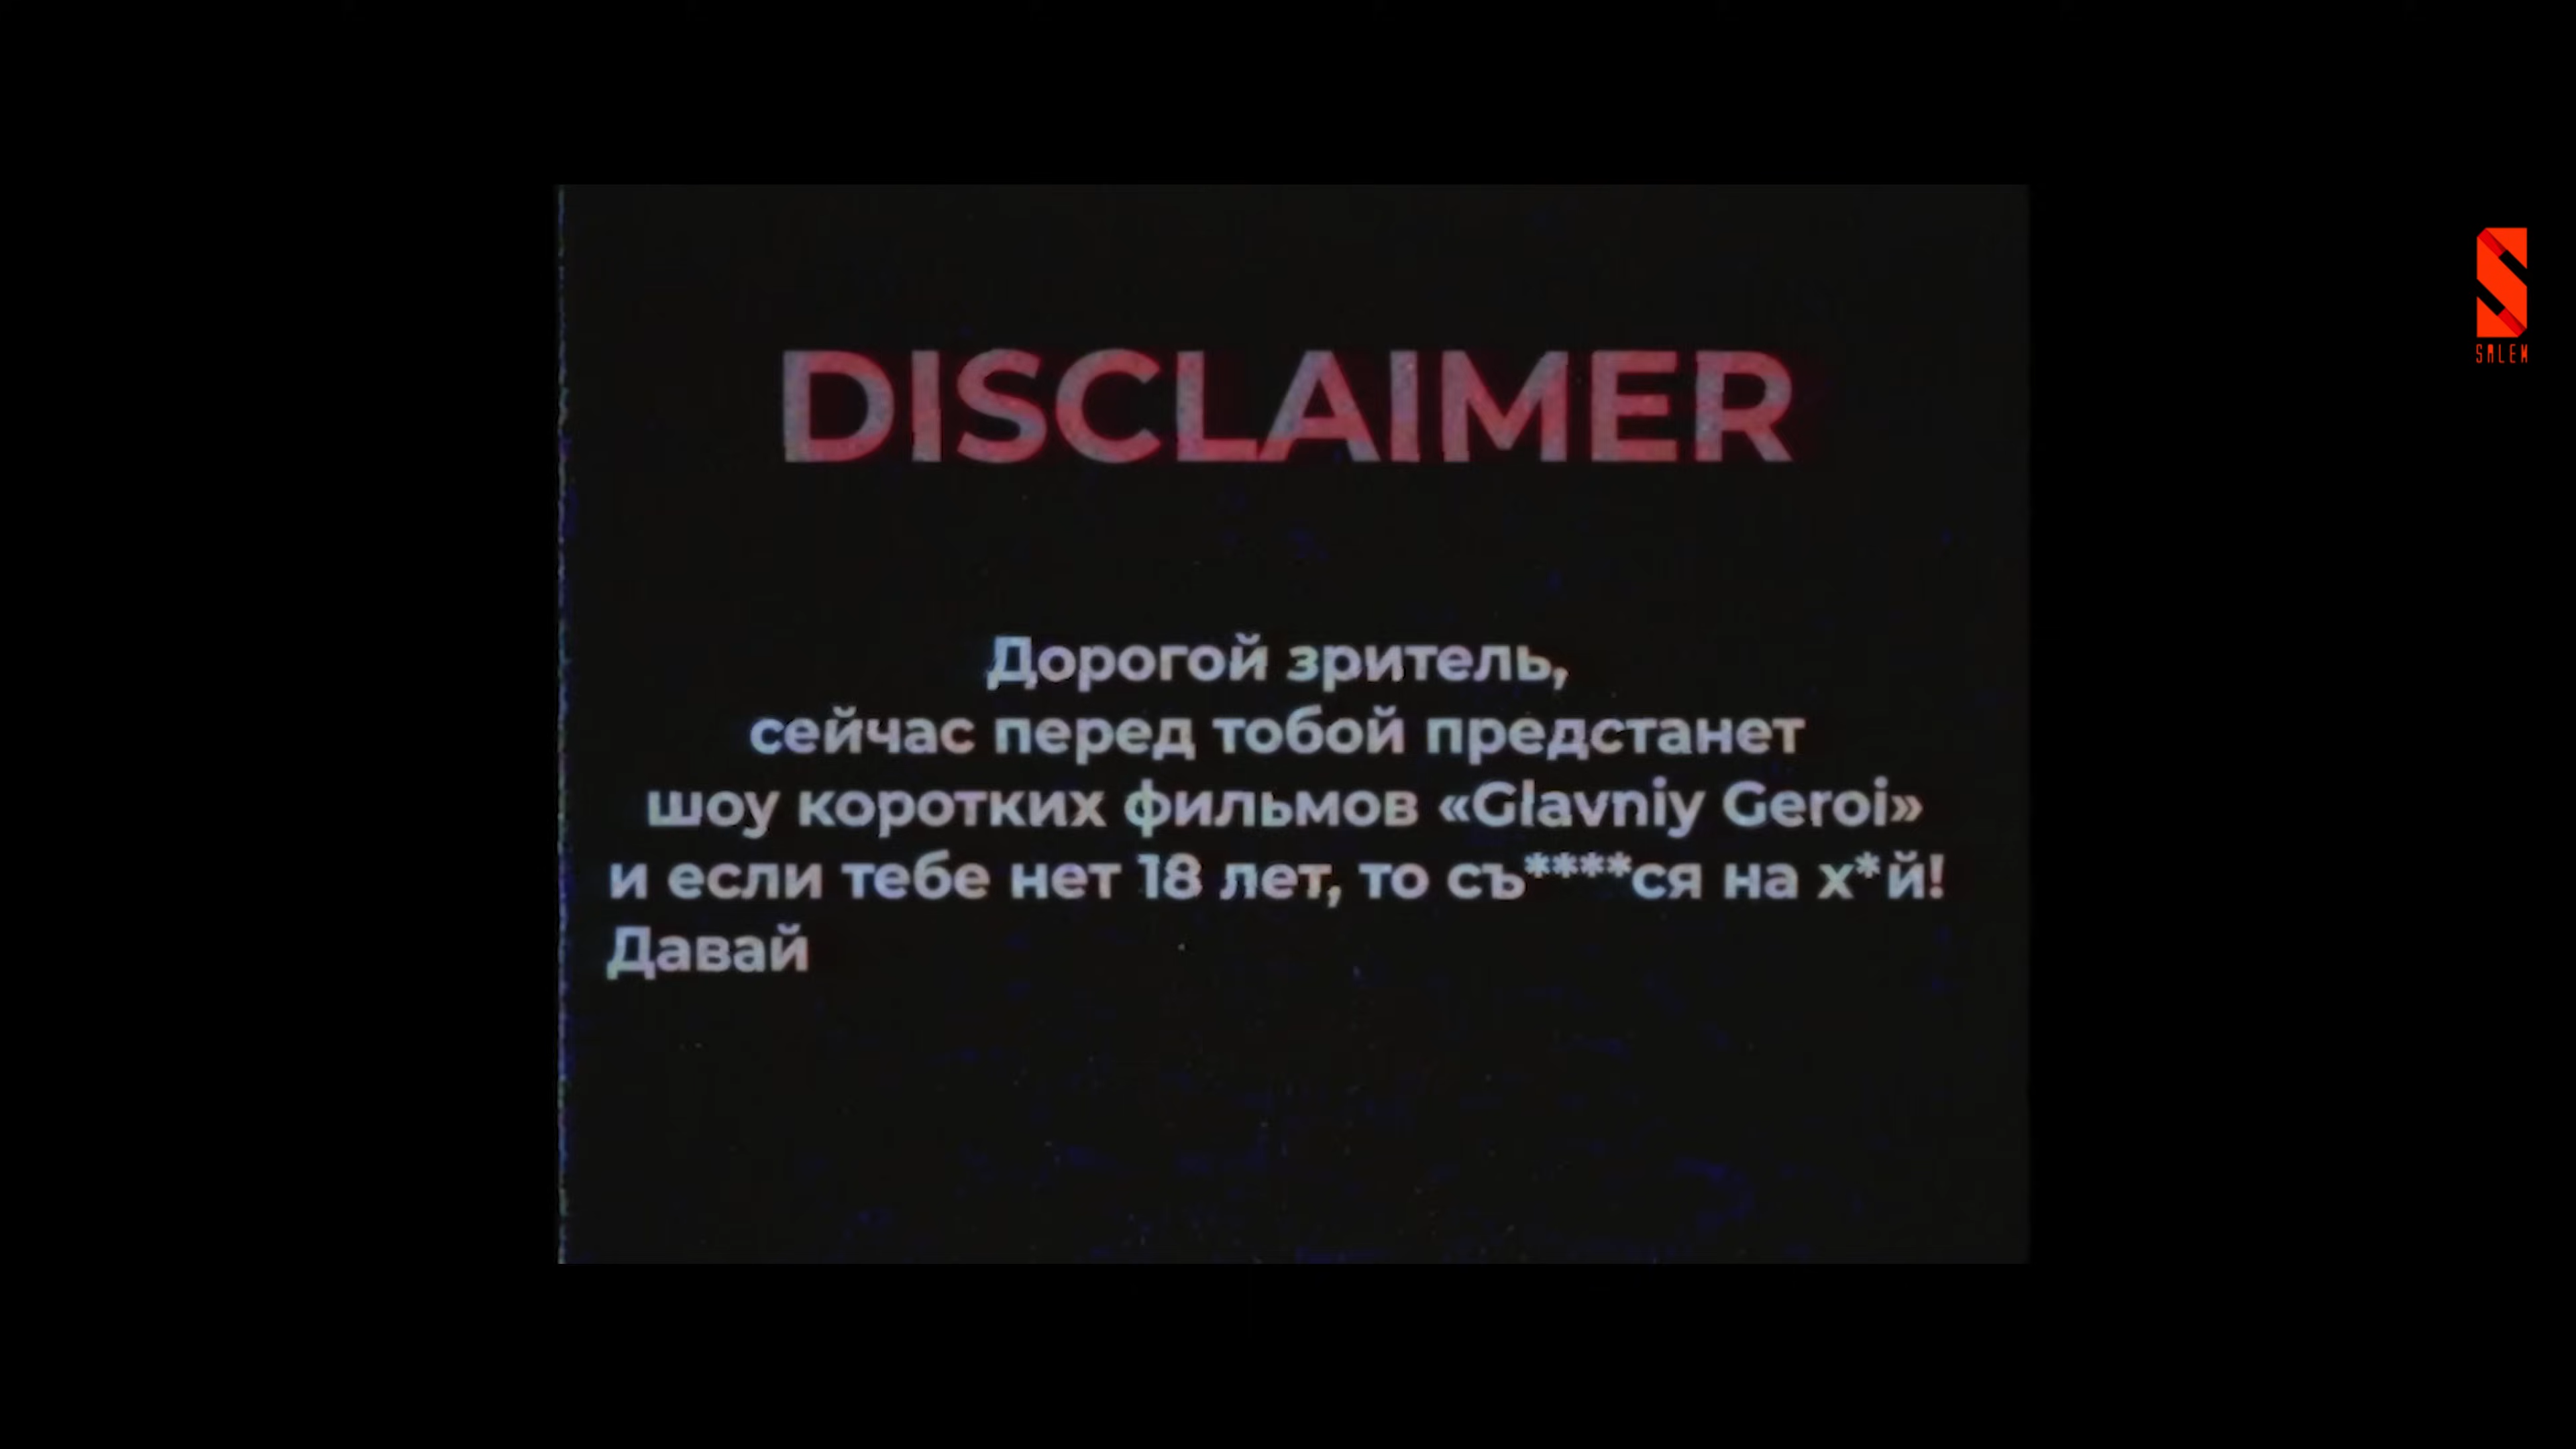 DISCLAIMER
Дорогой зритель,
сейчас перед тобой предстанет
шоу коротких фильмов «Glavniy Geroi»
и если тебе нет 18 лет, то съ****ся на х*й!
Давай
SALEM